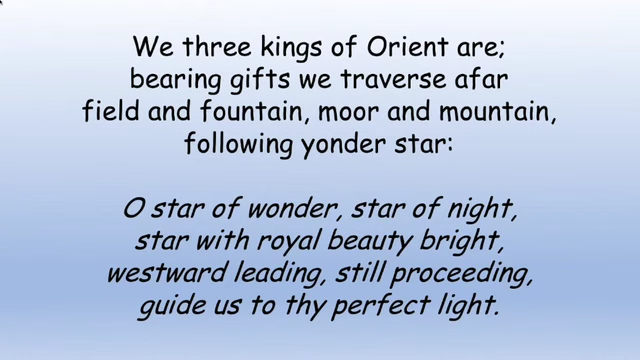 We three kings of Orient are;
bearing gifts we traverse afar
field and fountain, moor and mountain,
following yonder star:
O star of wonder, star of night,
star with royal beauty bright,
westward leading, still proceeding,
guide us to thy perfect light.